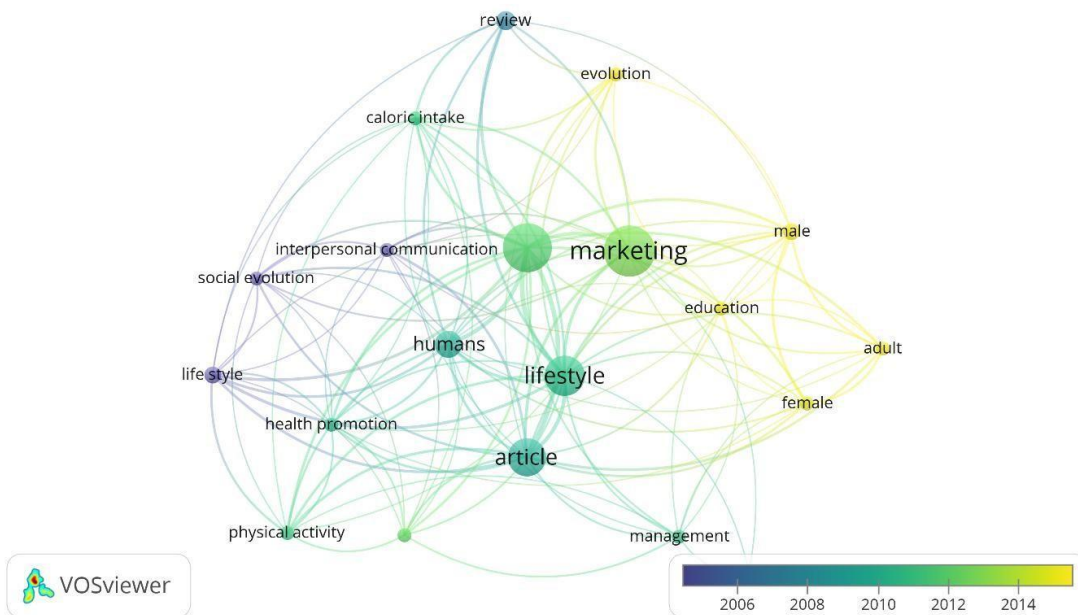 review
evolution
caloric intake
male
interpersonal communication
marketing
social evolution
education
humans
adult
life style
lifestyle
female
health promotion
article
physical activity
management
VOSviewer
2006 2008 2010 2012 2014